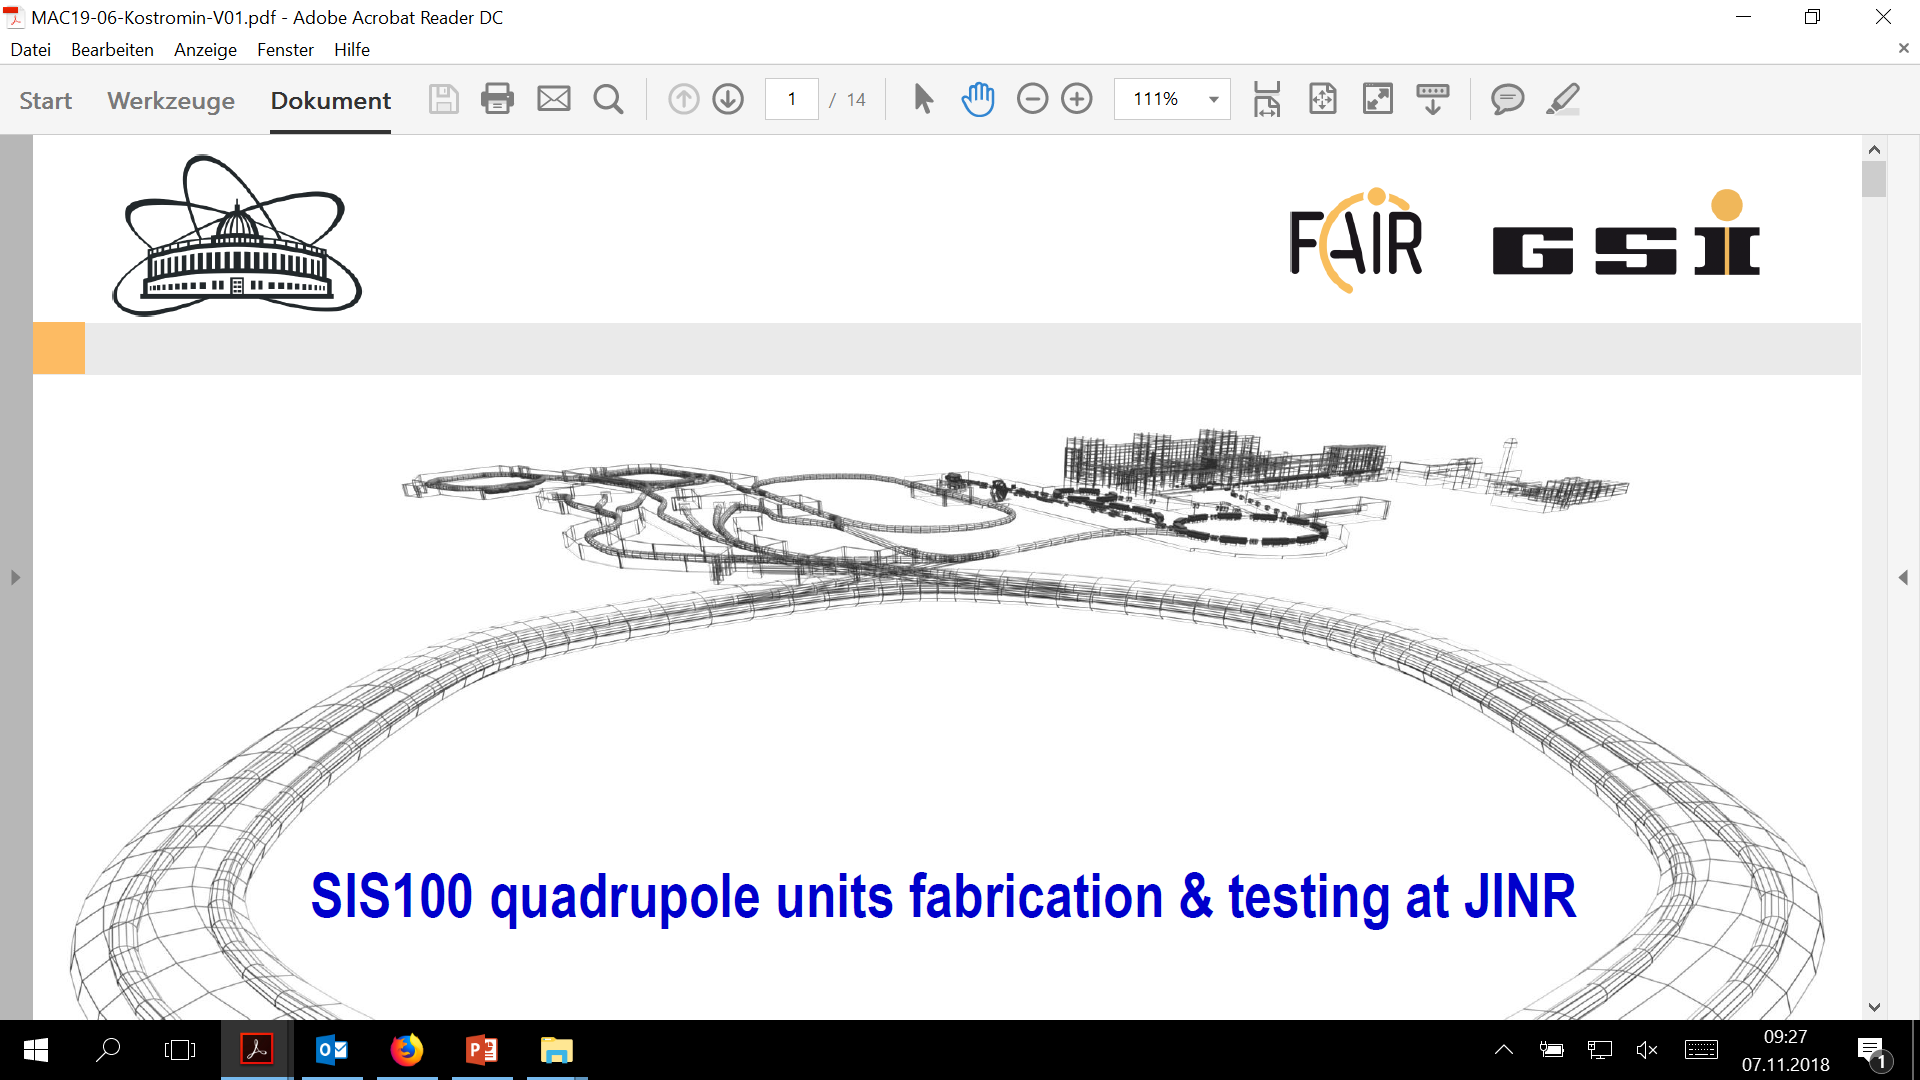 MAC19-06-Kostromin-V01.pdf - Adobe Acrobat Reader DC
Datei Bearbeiten Anzeige Fenster Hilfe
Start Werkzeuge Dokument 1 / 14 111%
FAIR GSI
SIS100 quadrupole units fabrication & testing at JINR
09:27
07.11.2018
1